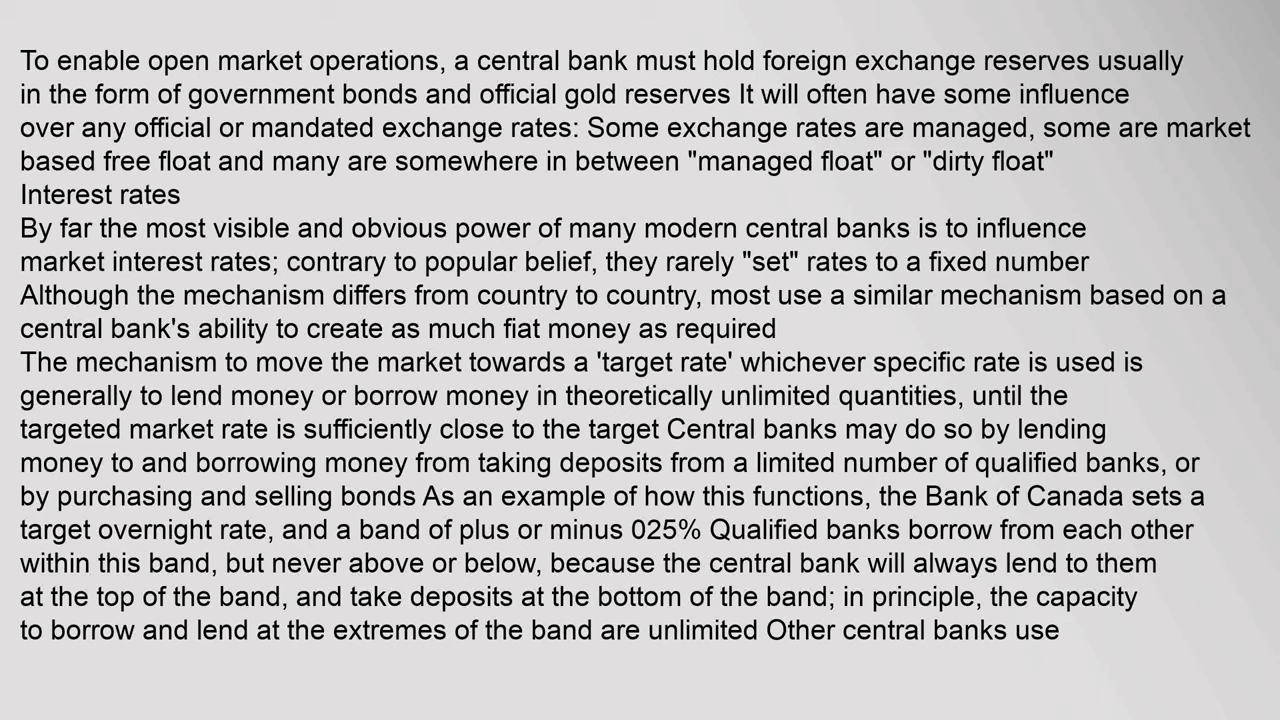 To enable open market operations, a central bank must hold foreign exchange reserves usually
in the form of government bonds and official gold reserves It will often have some influence
over any official or mandated exchange rates: Some exchange rates are managed, some are market
based free float and many are somewhere in between "managed float" or "dirty float"
Interest rates
By far the most visible and obvious power of many modern central banks is to influence
market interest rates; contrary to popular belief, they rarely "set" rates to a fixed number
Although the mechanism differs from country to country, most use a similar mechanism based on a
central bank's ability to create as much fiat money as required
The mechanism to move the market towards a 'target rate' whichever specific rate is used is
generally to lend money or borrow money in theoretically unlimited quantities, until the
targeted market rate is sufficiently close to the target Central banks may do so by lending
money to and borrowing money from taking deposits from a limited number of qualified banks, or
by purchasing and selling bonds As an example of how this functions, the Bank of Canada sets a
target overnight rate, and a band of plus or minus 025% Qualified banks borrow from each other
within this band, but never above or below, because the central bank will always lend to them
at the top of the band, and take deposits at the bottom of the band; in principle, the capacity
to borrow and lend at the extremes of the band are unlimited Other central banks use